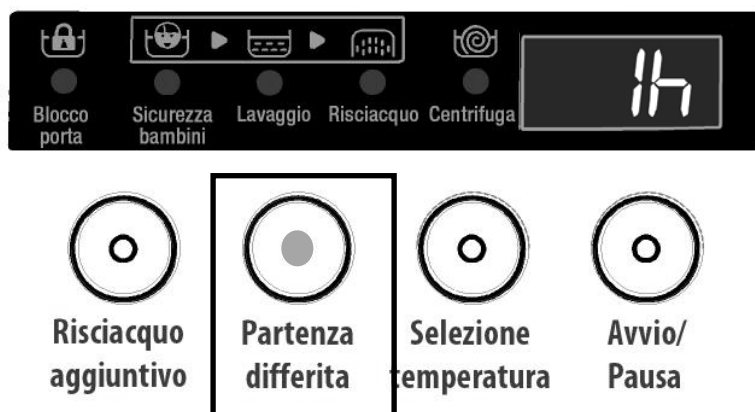 Blocco
porta
Sicurezza
bambini
Lavaggio
Risciacquo
Centrifuga
1h
Risciacquo
aggiuntivo
Partenza
differita
Selezione
temperatura
Avvio/
Pausa